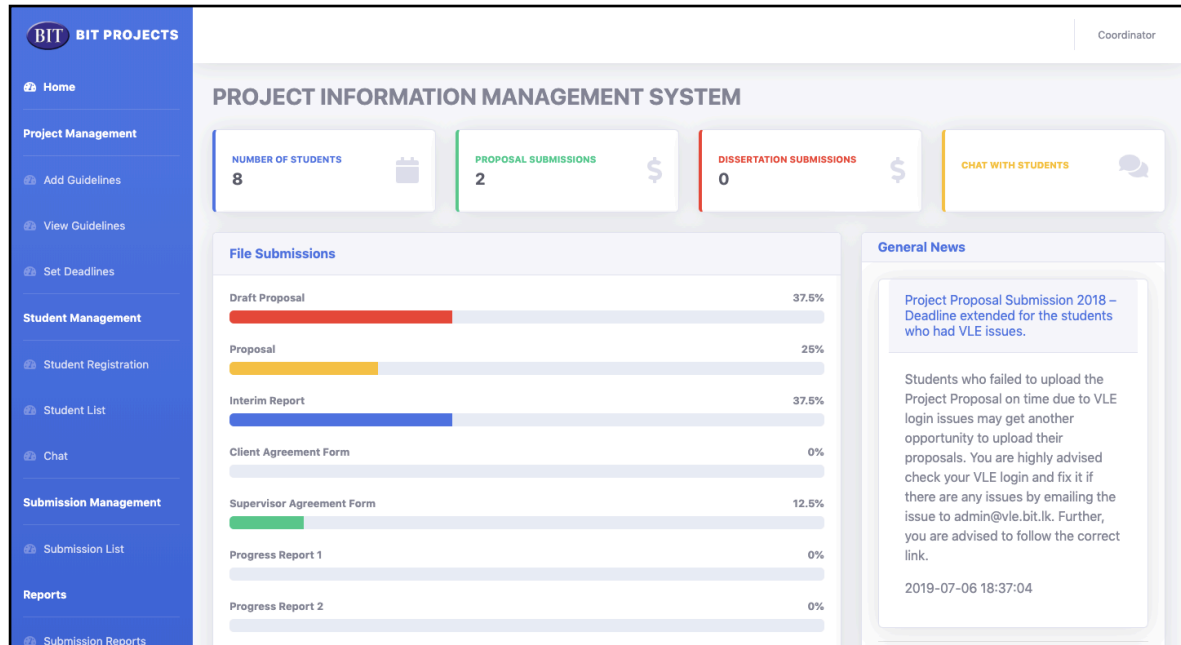 BIT BIT PROJECTS
Home
Project Management
Add Guidelines
View Guidelines
Set Deadlines
Student Management
Student Registration
Student List
Chat
Submission Management
Submission List
Reports
Submission Reports
Coordinator
PROJECT INFORMATION MANAGEMENT SYSTEM
NUMBER OF STUDENTS
8
PROPOSAL SUBMISSIONS
2
$
DISSERTATION SUBMISSIONS
0
$
CHAT WITH STUDENTS
File Submissions
Draft Proposal 37.5%
Proposal 25%
Interim Report 37.5%
Client Agreement Form 0%
Supervisor Agreement Form 12.5%
Progress Report 1 0%
Progress Report 2 0%
General News
Project Proposal Submission 2018 –
Deadline extended for the students
who had VLE issues.
Students who failed to upload the
Project Proposal on time due to VLE
login issues may get another
opportunity to upload their
proposals. You are highly advised
check your VLE login and fix it if
there are any issues by emailing the
issue to admin@vle.bit.lk. Further,
you are advised to follow the correct
link.
2019-07-06 18:37:04